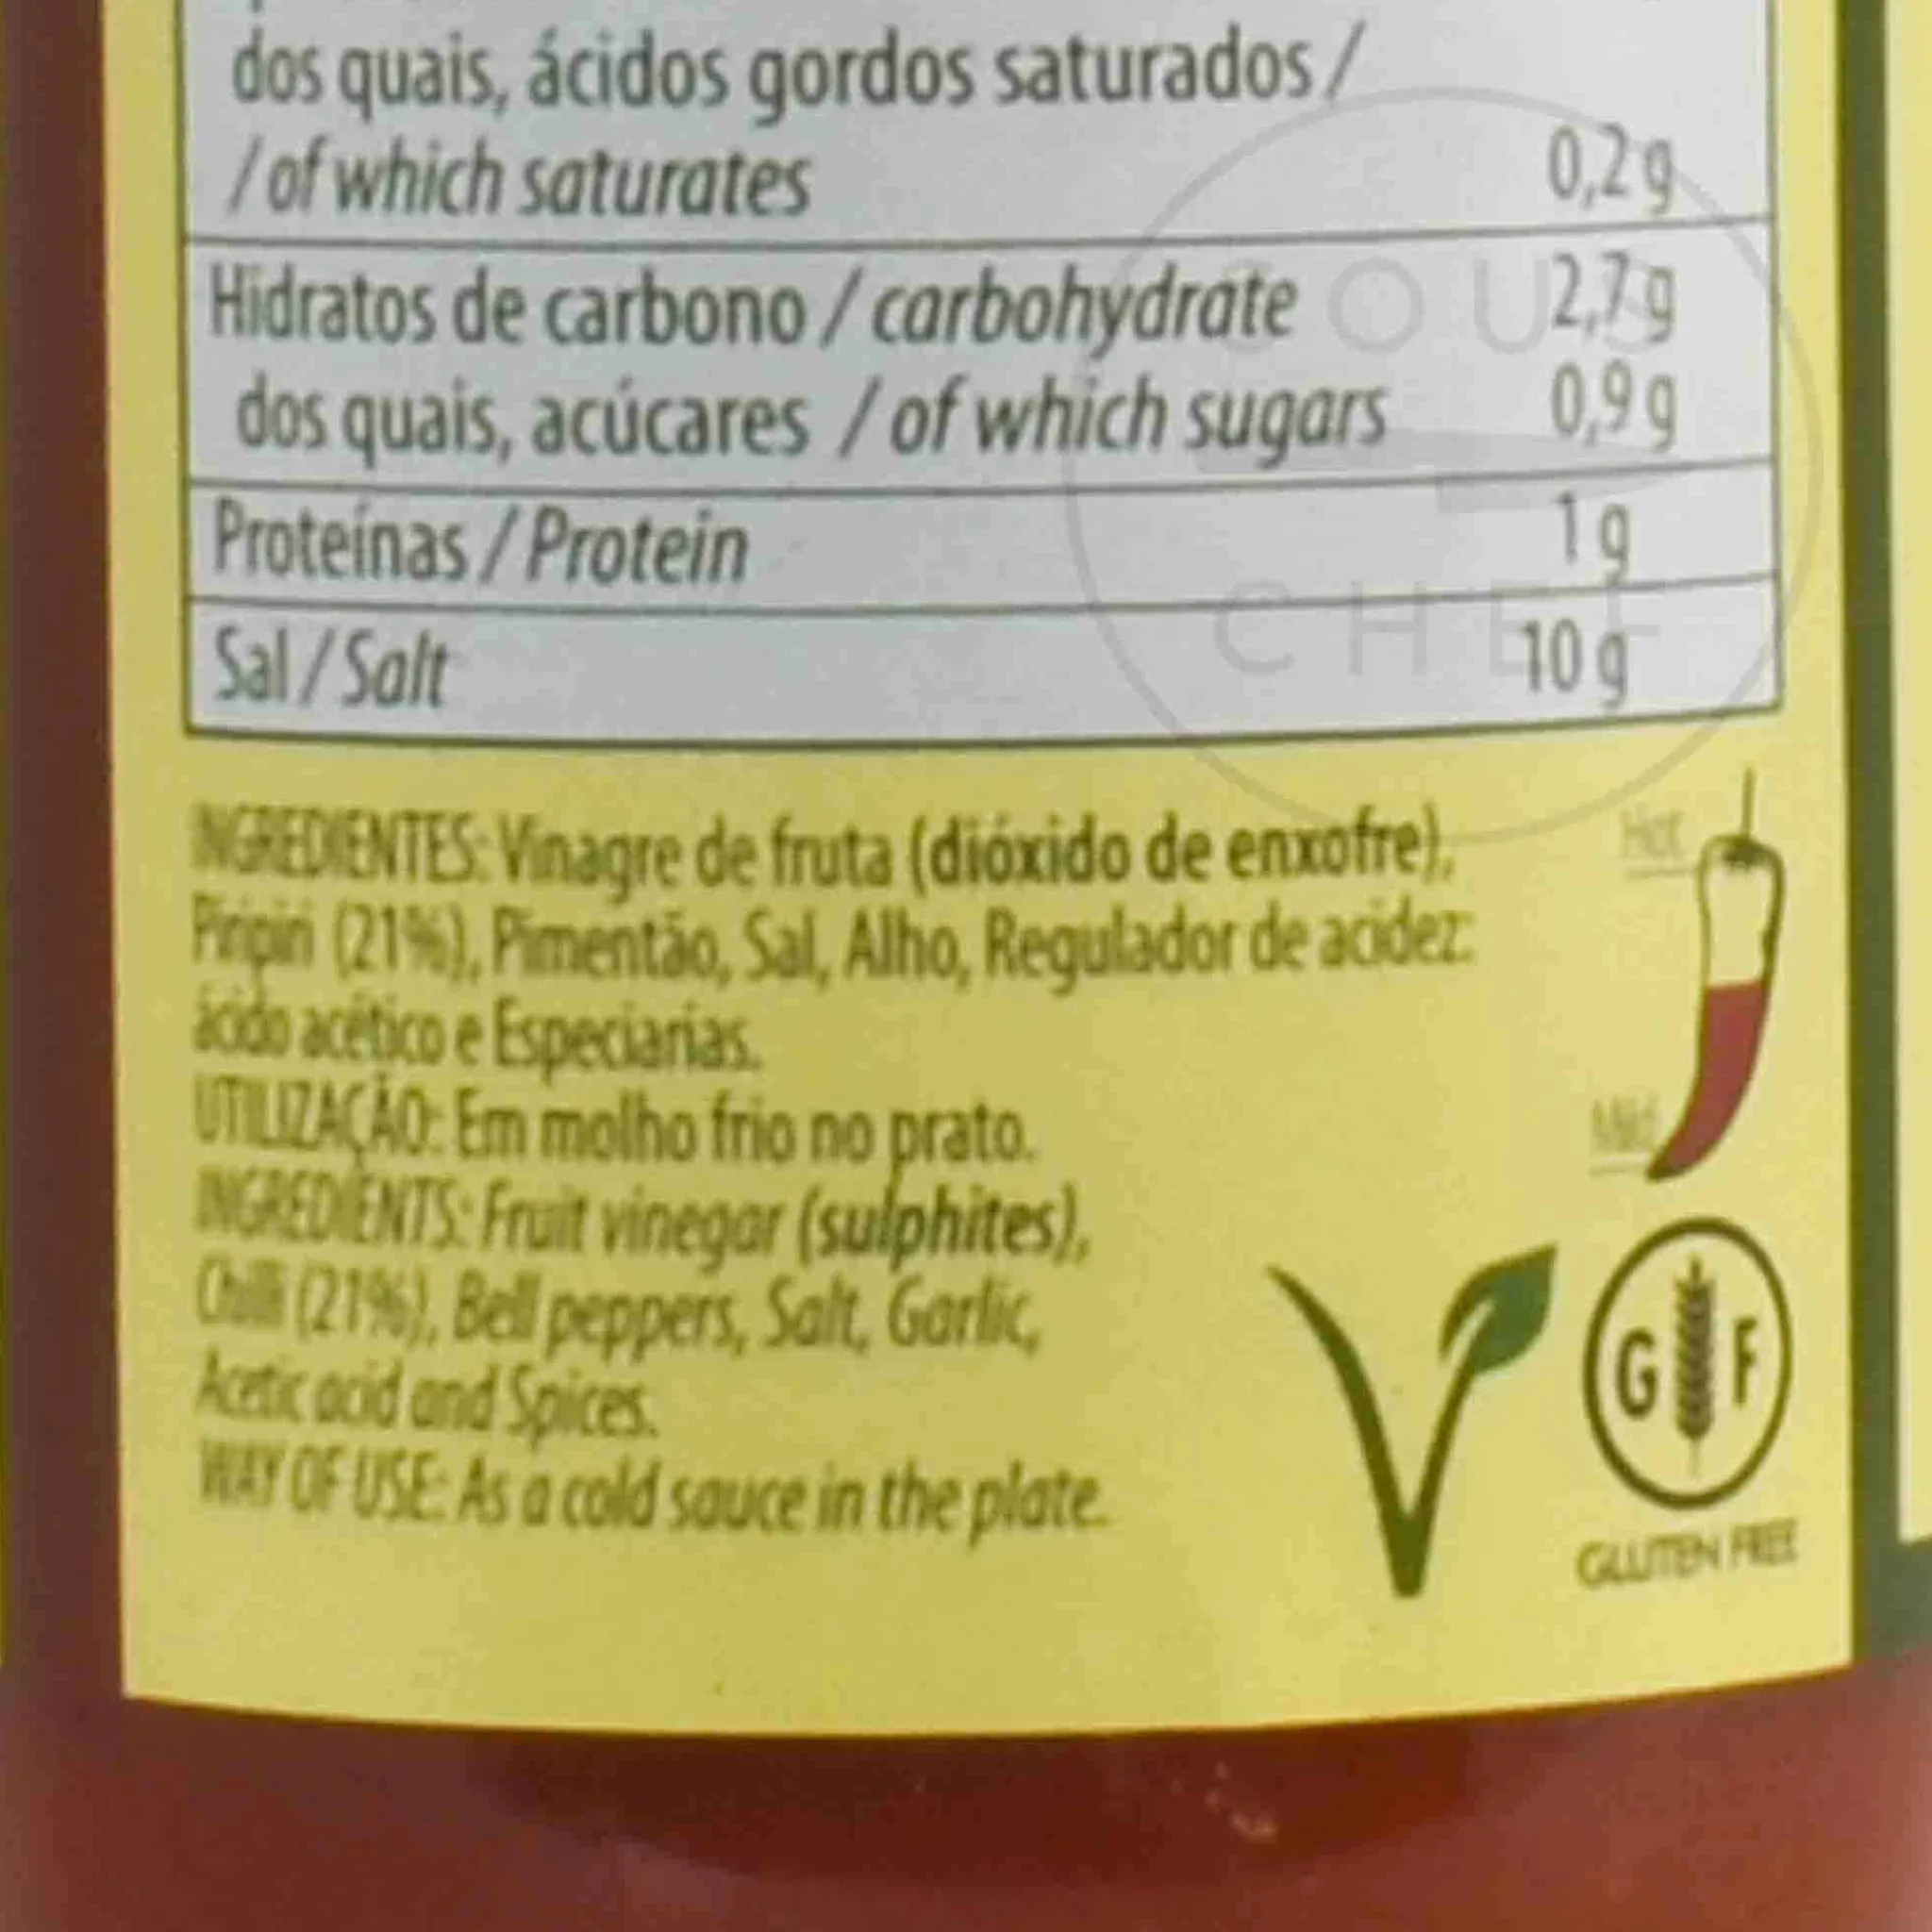 dos quais, ácidos gordos saturados /
/ of which saturates 0,2 g
Hidratos de carbono / carbohydrate 2,7 g
dos quais, acúcares / of which sugars 0,9 g
Proteínas / Protein 1 g
Sal / Salt 10 g
COUS
CHEF
INGREDIENTES: Vinagre de fruta (dióxido de enxofre),
Piripiri (21%), Pimentão, Sal, Alho, Regulador de acidez:
ácido acético e Especiarias.
UTILIZAÇÃO: Em molho frio no prato.
INGREDIENTS: Fruit vinegar (sulphites),
Chilli (21%), Bell peppers, Salt, Garlic,
Acetic acid and Spices.
WAY OF USE: As a cold sauce in the plate.
Hot
Mild
G F
GLUTEN FREE